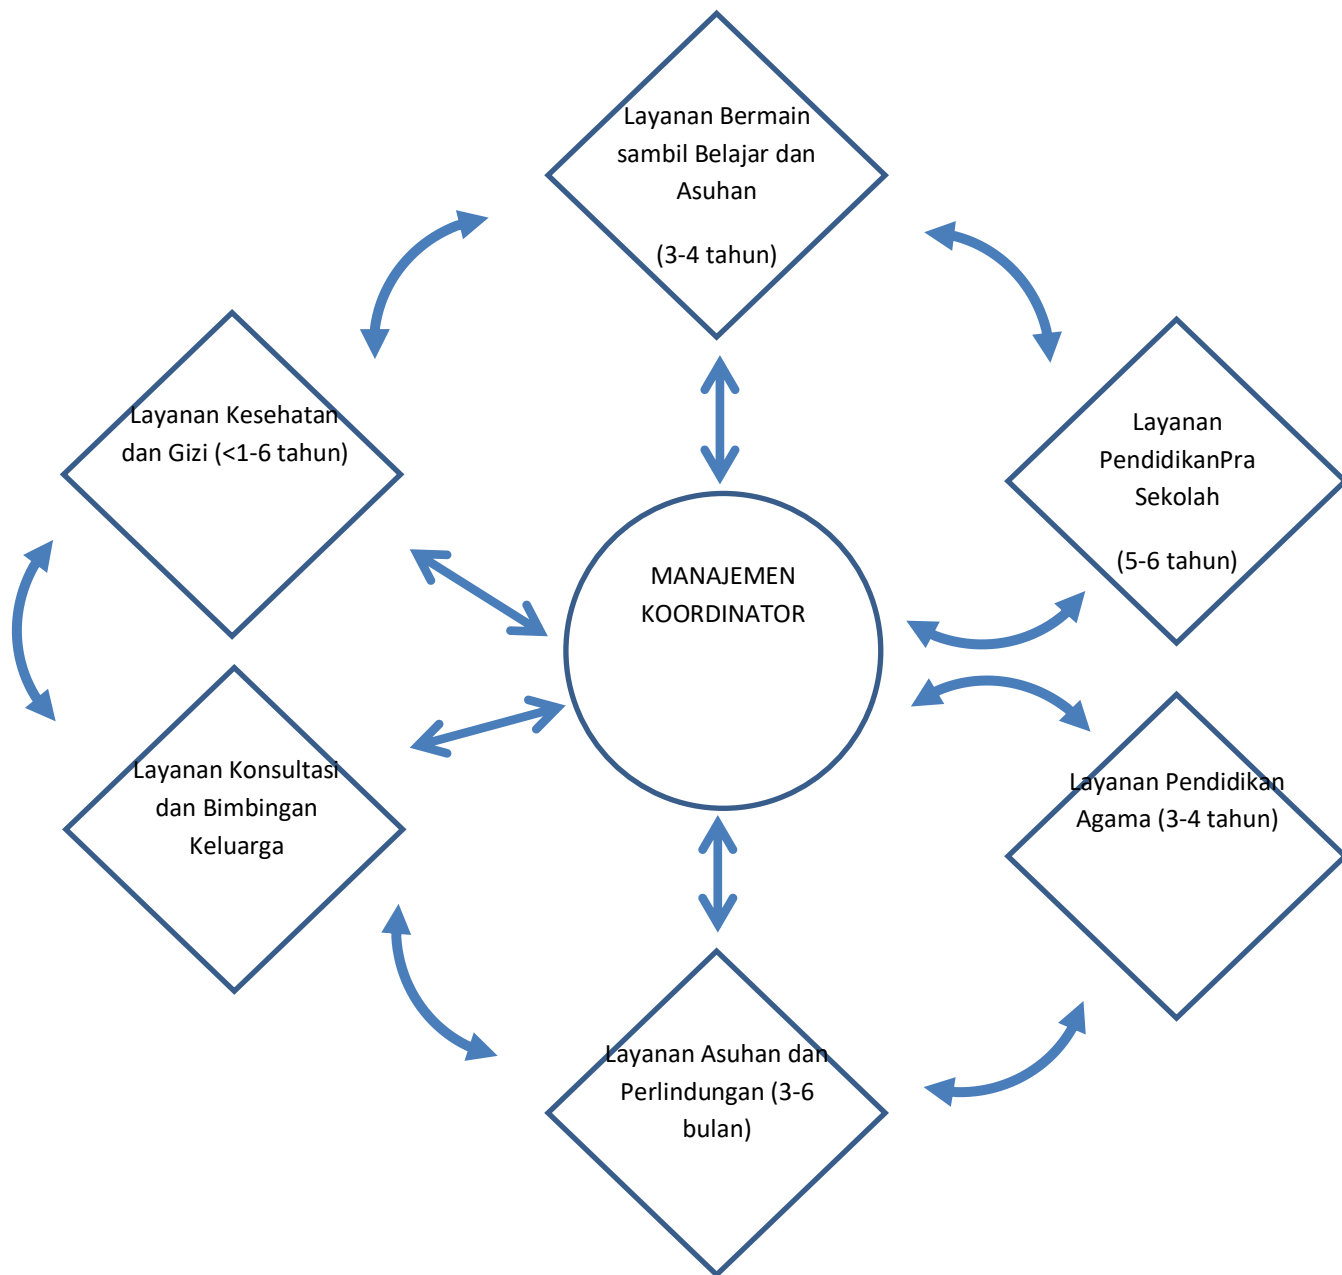 Layanan Bermain
sambil Belajar dan
Asuhan
(3-4 tahun)
Layanan Kesehatan
dan Gizi (<1-6 tahun)
Layanan
PendidikanPra
Sekolah
(5-6 tahun)
MANAJEMEN
KOORDINATOR
Layanan Konsultasi
dan Bimbingan
Keluarga
Layanan Pendidikan
Agama (3-4 tahun)
Layanan Asuhan dan
Perlindungan (3-6
bulan)